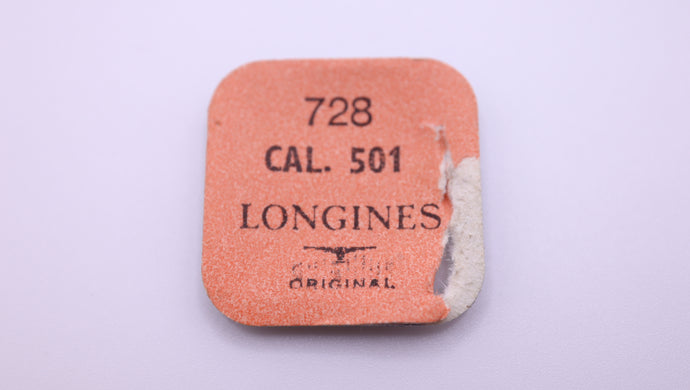 728
CAL. 501
LONGINES
ORIGINAL